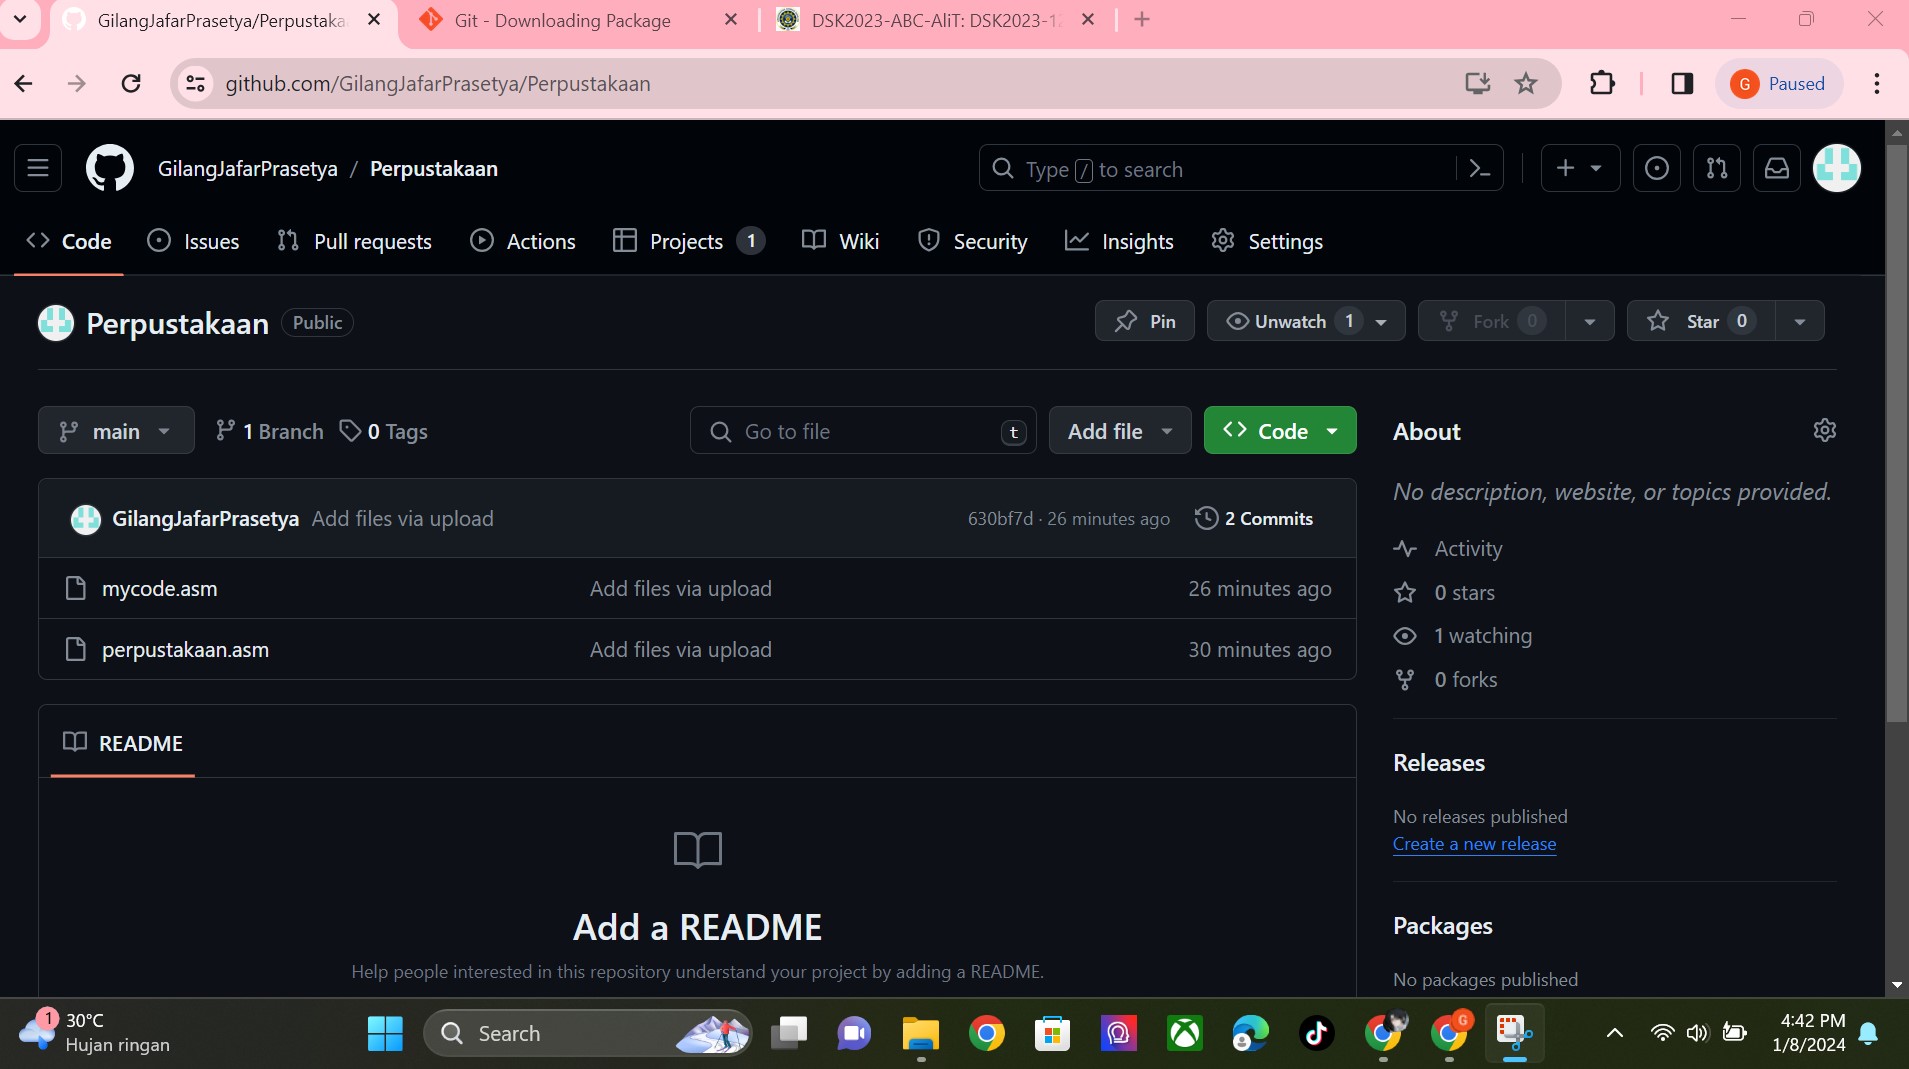 GilangJafarPrasetya/Perpustaka
Git - Downloading Package
DSK2023-ABC-AliT: DSK2023-12
github.com/GilangJafarPrasetya/Perpustakaan
G Paused
GilangJafarPrasetya / Perpustakaan
Type / to search
Code
Issues
Pull requests
Actions
Projects 1
Wiki
Security
Insights
Settings
Perpustakaan Public
Pin
Unwatch 1
Fork 0
Star 0
main
1 Branch
0 Tags
Go to file t
Add file
Code
About
No description, website, or topics provided.
GilangJafarPrasetya Add files via upload
630bf7d · 26 minutes ago
2 Commits
Activity
mycode.asm Add files via upload 26 minutes ago
0 stars
1 watching
perpustakaan.asm Add files via upload 30 minutes ago
0 forks
README
Releases
No releases published
Create a new release
Add a README
Packages
Help people interested in this repository understand your project by adding a README.
No packages published
1
30°C
Hujan ringan
Search
G
4:42 PM
1/8/2024